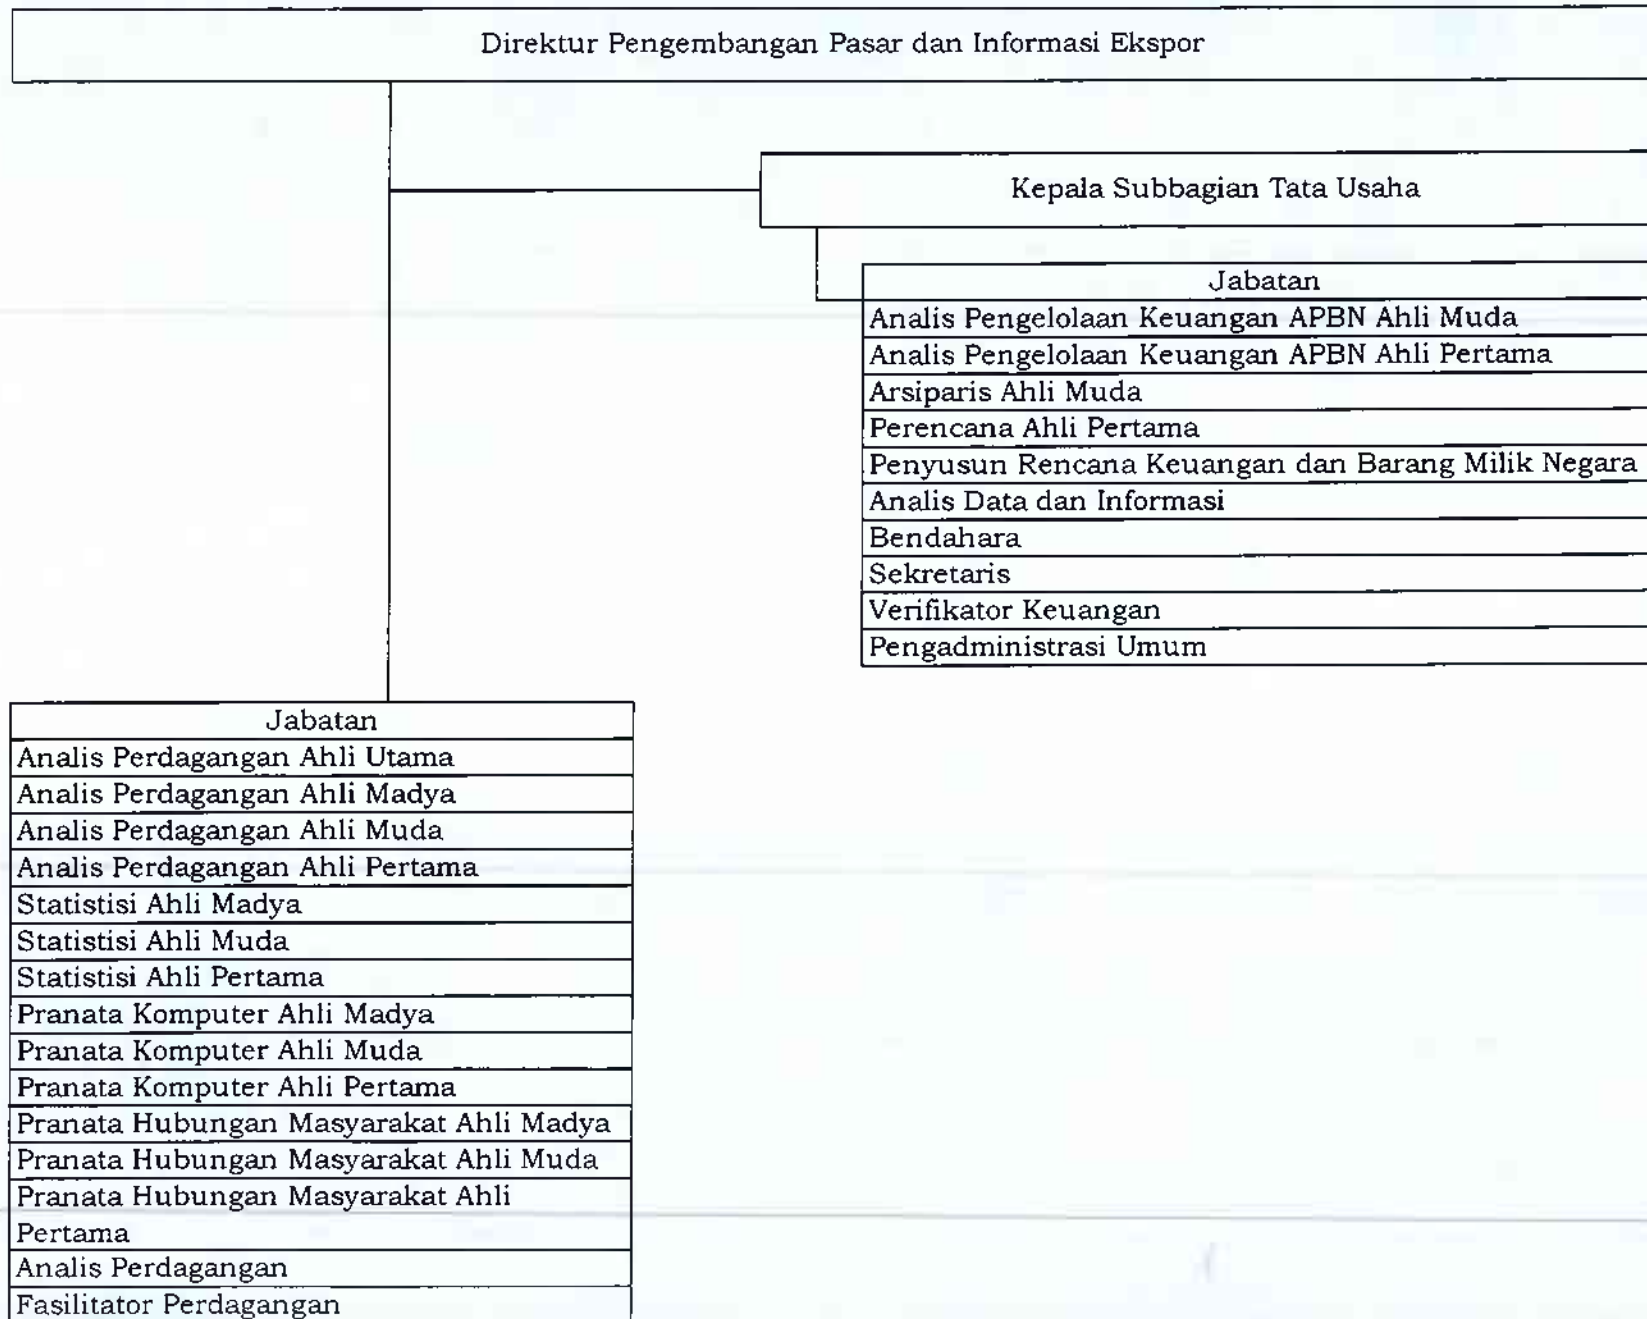 Direktur Pengembangan Pasar dan Informasi Ekspor
Kepala Subbagian Tata Usaha
Jabatan
Analis Pengelolaan Keuangan APBN Ahli Muda
Analis Pengelolaan Keuangan APBN Ahli Pertama
Arsiparis Ahli Muda
Perencana Ahli Pertama
Penyusun Rencana Keuangan dan Barang Milik Negara
Analis Data dan Informasi
Bendahara
Sekretaris
Verifikator Keuangan
Pengadministrasi Umum
Jabatan
Analis Perdagangan Ahli Utama
Analis Perdagangan Ahli Madya
Analis Perdagangan Ahli Muda
Analis Perdagangan Ahli Pertama
Statistisi Ahli Madya
Statistisi Ahli Muda
Statistisi Ahli Pertama
Pranata Komputer Ahli Madya
Pranata Komputer Ahli Muda
Pranata Komputer Ahli Pertama
Pranata Hubungan Masyarakat Ahli Madya
Pranata Hubungan Masyarakat Ahli Muda
Pranata Hubungan Masyarakat Ahli
Pertama
Analis Perdagangan
Fasilitator Perdagangan